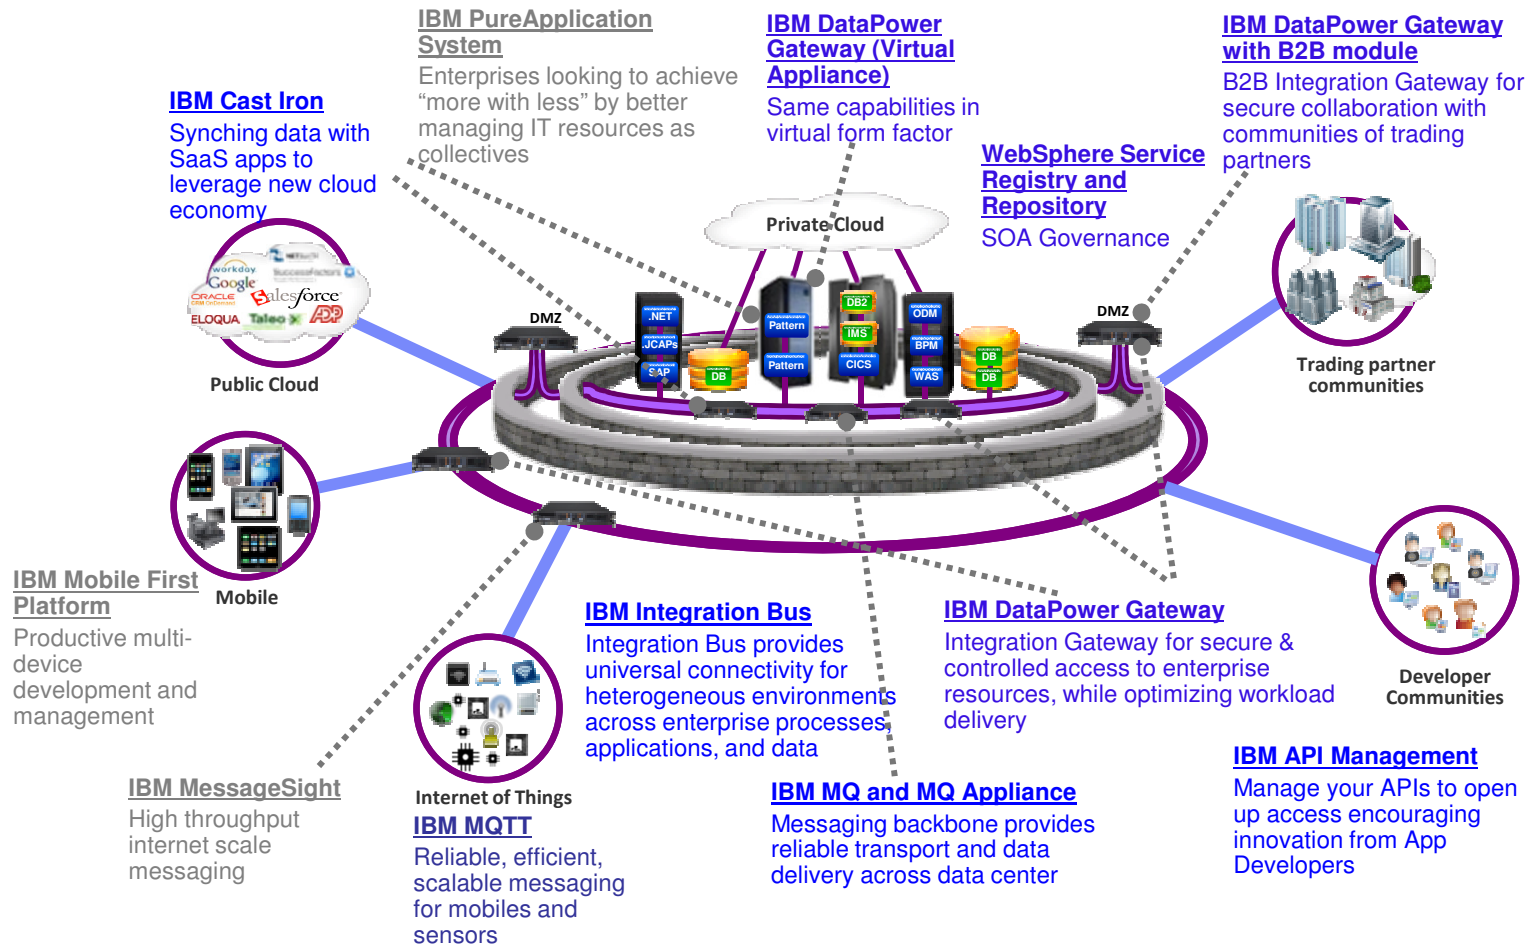 IBM PureApplication
System
Enterprises looking to achieve
“more with less” by better
managing IT resources as
collectives
IBM DataPower
Gateway (Virtual
Appliance)
Same capabilities in
virtual form factor
IBM DataPower Gateway
with B2B module
B2B Integration Gateway for
secure collaboration with
communities of trading
partners
IBM Cast Iron
Synching data with
SaaS apps to
leverage new cloud
economy
WebSphere Service
Registry and
Repository
SOA Governance
Private Cloud
workday
SuccessFactors
Google
ORACLE
CRM OnDemand
salesforce
ELOQUA
Taleo
ADP
Public Cloud
DMZ
.NET
.JCAPs
SAP
DB
Pattern
Pattern
DB2
IMS
CICS
ODM
BPM
WAS
DB
DB
DMZ
Trading partner
communities
Mobile
IBM Mobile First
Platform
Productive multi-
device
development and
management
IBM Integration Bus
Integration Bus provides
universal connectivity for
heterogeneous environments
across enterprise processes,
applications, and data
IBM DataPower Gateway
Integration Gateway for secure &
controlled access to enterprise
resources, while optimizing workload
delivery
Developer
Communities
IBM MessageSight
High throughput
internet scale
messaging
Internet of Things
IBM MQTT
Reliable, efficient,
scalable messaging
for mobiles and
sensors
IBM MQ and MQ Appliance
Messaging backbone provides
reliable transport and data
delivery across data center
IBM API Management
Manage your APIs to open
up access encouraging
innovation from App
Developers